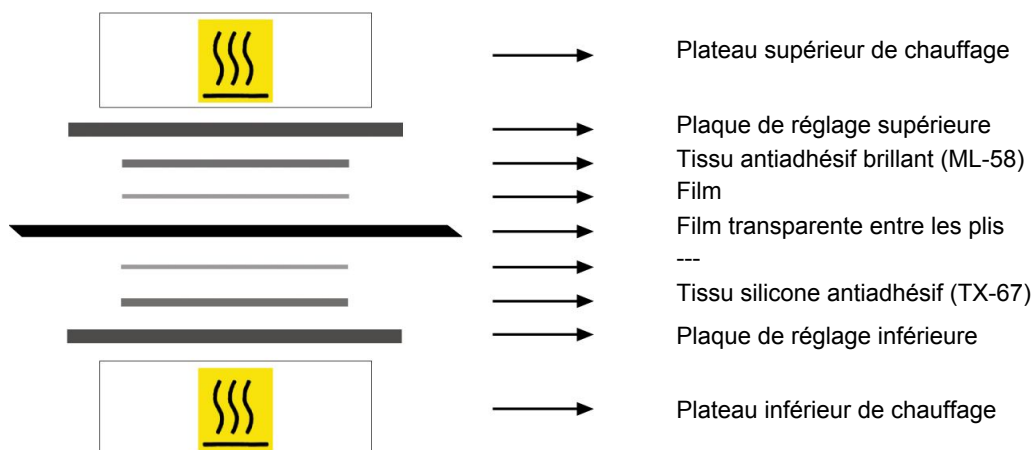 Plateau supérieur de chauffage
Plaque de réglage supérieure
Tissu antiadhésif brillant (ML-58)
Film
Film transparente entre les plis
---
Tissu silicone antiadhésif (TX-67)
Plaque de réglage inférieure
Plateau inférieur de chauffage